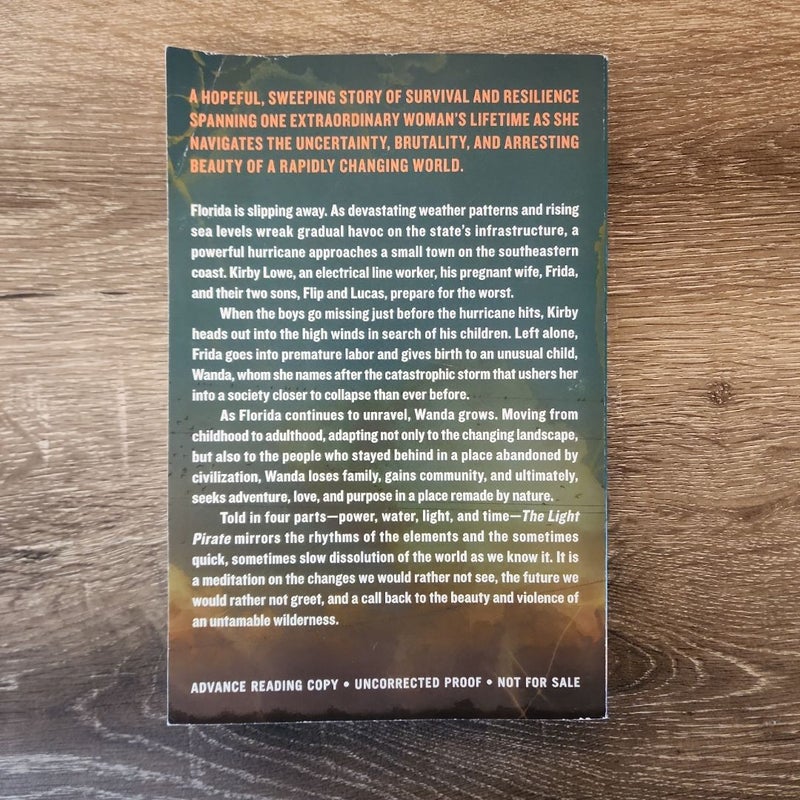 A HOPEFUL, SWEEPING STORY OF SURVIVAL AND RESILIENCE
SPANNING ONE EXTRAORDINARY WOMAN'S LIFETIME AS SHE
NAVIGATES THE UNCERTAINTY, BRUTALITY, AND ARRESTING
BEAUTY OF A RAPIDLY CHANGING WORLD.
Florida is slipping away. As devastating weather patterns and rising
sea levels wreak gradual havoc on the state's infrastructure, a
powerful hurricane approaches a small town on the southeastern
coast. Kirby Lowe, an electrical line worker, his pregnant wife, Frida,
and their two sons, Flip and Lucas, prepare for the worst.
When the boys go missing just before the hurricane hits, Kirby
heads out into the high winds in search of his children. Left alone,
Frida goes into premature labor and gives birth to an unusual child,
Wanda, whom she names after the catastrophic storm that ushers her
into a society closer to collapse than ever before.
As Florida continues to unravel, Wanda grows. Moving from
childhood to adulthood, adapting not only to the changing landscape,
but also to the people who stayed behind in a place abandoned by
civilization, Wanda loses family, gains community, and ultimately,
seeks adventure, love, and purpose in a place remade by nature.
Told in four parts—power, water, light, and time—The Light
Pirate mirrors the rhythms of the elements and the sometimes
quick, sometimes slow dissolution of the world as we know it. It is
a meditation on the changes we would rather not see, the future we
would rather not greet, and a call back to the beauty and violence of
an untamable wilderness.
ADVANCE READING COPY • UNCORRECTED PROOF • NOT FOR SALE